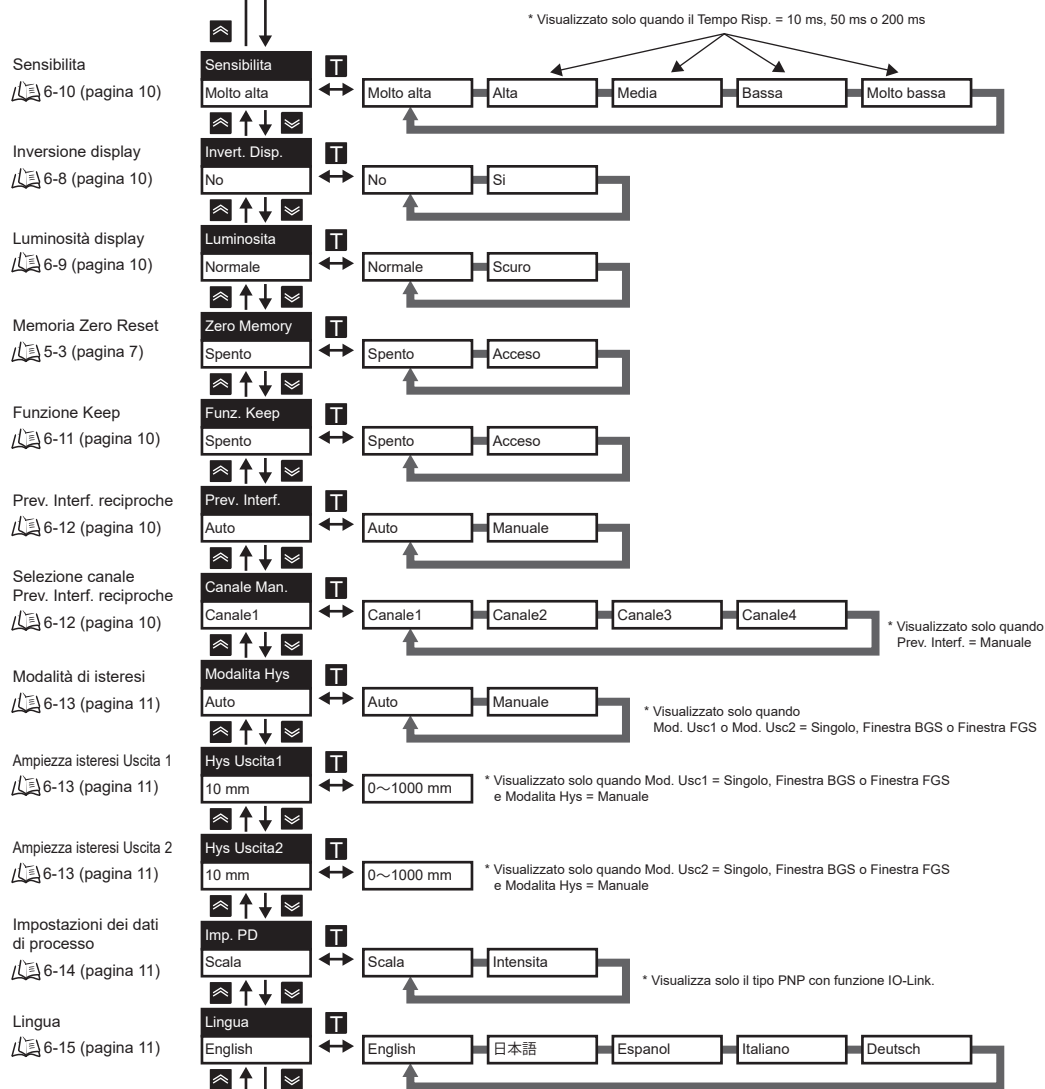 * Visualizzato solo quando il Tempo Risp. = 10 ms, 50 ms o 200 ms
Sensibilita
6-10 (pagina 10)
Sensibilita
Molto alta
T
Molto alta
Alta
Media
Bassa
Molto bassa
Inversione display
6-8 (pagina 10)
Invert. Disp.
No
T
No
Si
Luminosità display
6-9 (pagina 10)
Luminosita
Normale
T
Normale
Scuro
Memoria Zero Reset
5-3 (pagina 7)
Zero Memory
Spento
T
Spento
Acceso
Funzione Keep
6-11 (pagina 10)
Funz. Keep
Spento
T
Spento
Acceso
Prev. Interf. reciproche
6-12 (pagina 10)
Prev. Interf.
Auto
T
Auto
Manuale
Selezione canale
Prev. Interf. reciproche
6-12 (pagina 10)
Canale Man.
Canale1
T
Canale1
Canale2
Canale3
Canale4
* Visualizzato solo quando
Prev. Interf. = Manuale
Modalità di isteresi
6-13 (pagina 11)
Modalita Hys
Auto
T
Auto
Manuale
* Visualizzato solo quando
Mod. Usc1 o Mod. Usc2 = Singolo, Finestra BGS o Finestra FGS
Ampiezza isteresi Uscita 1
6-13 (pagina 11)
Hys Uscita1
10 mm
T
0～1000 mm
* Visualizzato solo quando Mod. Usc1 = Singolo, Finestra BGS o Finestra FGS
e Modalita Hys = Manuale
Ampiezza isteresi Uscita 2
6-13 (pagina 11)
Hys Uscita2
10 mm
T
0～1000 mm
* Visualizzato solo quando Mod. Usc2 = Singolo, Finestra BGS o Finestra FGS
e Modalita Hys = Manuale
Impostazioni dei dati
di processo
6-14 (pagina 11)
Imp. PD
Scala
T
Scala
Intensita
* Visualizza solo il tipo PNP con funzione IO-Link.
Lingua
6-15 (pagina 11)
Lingua
English
T
English
日本語
Espanol
Italiano
Deutsch